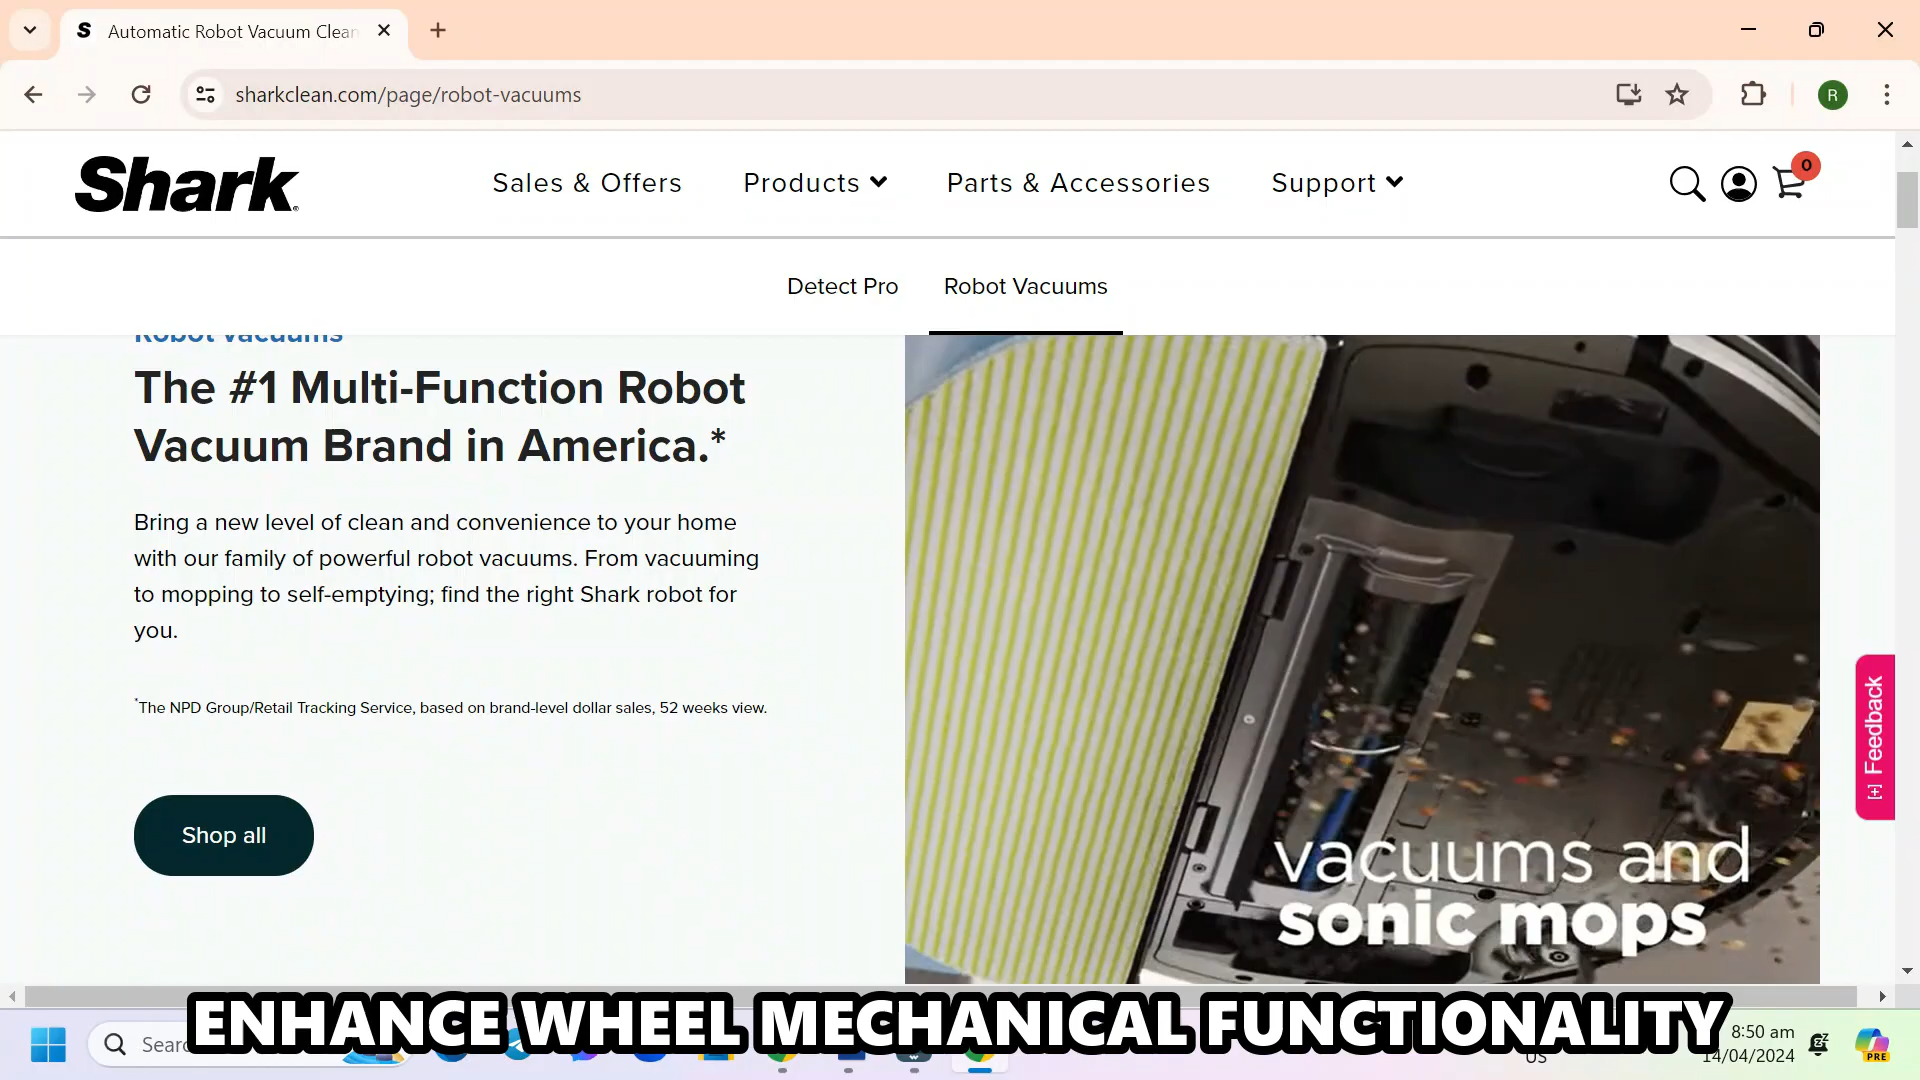 S Automatic Robot Vacuum Clean
sharkclean.com/page/robot-vacuums
R
Shark
Sales & Offers
Products
Parts & Accessories
Support
0
Detect Pro
Robot Vacuums
Robot Vacuums
The #1 Multi-Function Robot
Vacuum Brand in America.*
Bring a new level of clean and convenience to your home
with our family of powerful robot vacuums. From vacuuming
to mopping to self-emptying; find the right Shark robot for
you.
*The NPD Group/Retail Tracking Service, based on brand-level dollar sales, 52 weeks view.
Shop all
vacuums and
sonic mops
[+] Feedback
ENHANCE WHEEL MECHANICAL FUNCTIONALITY
Searc
US
8:50 am
14/04/2024
PRE